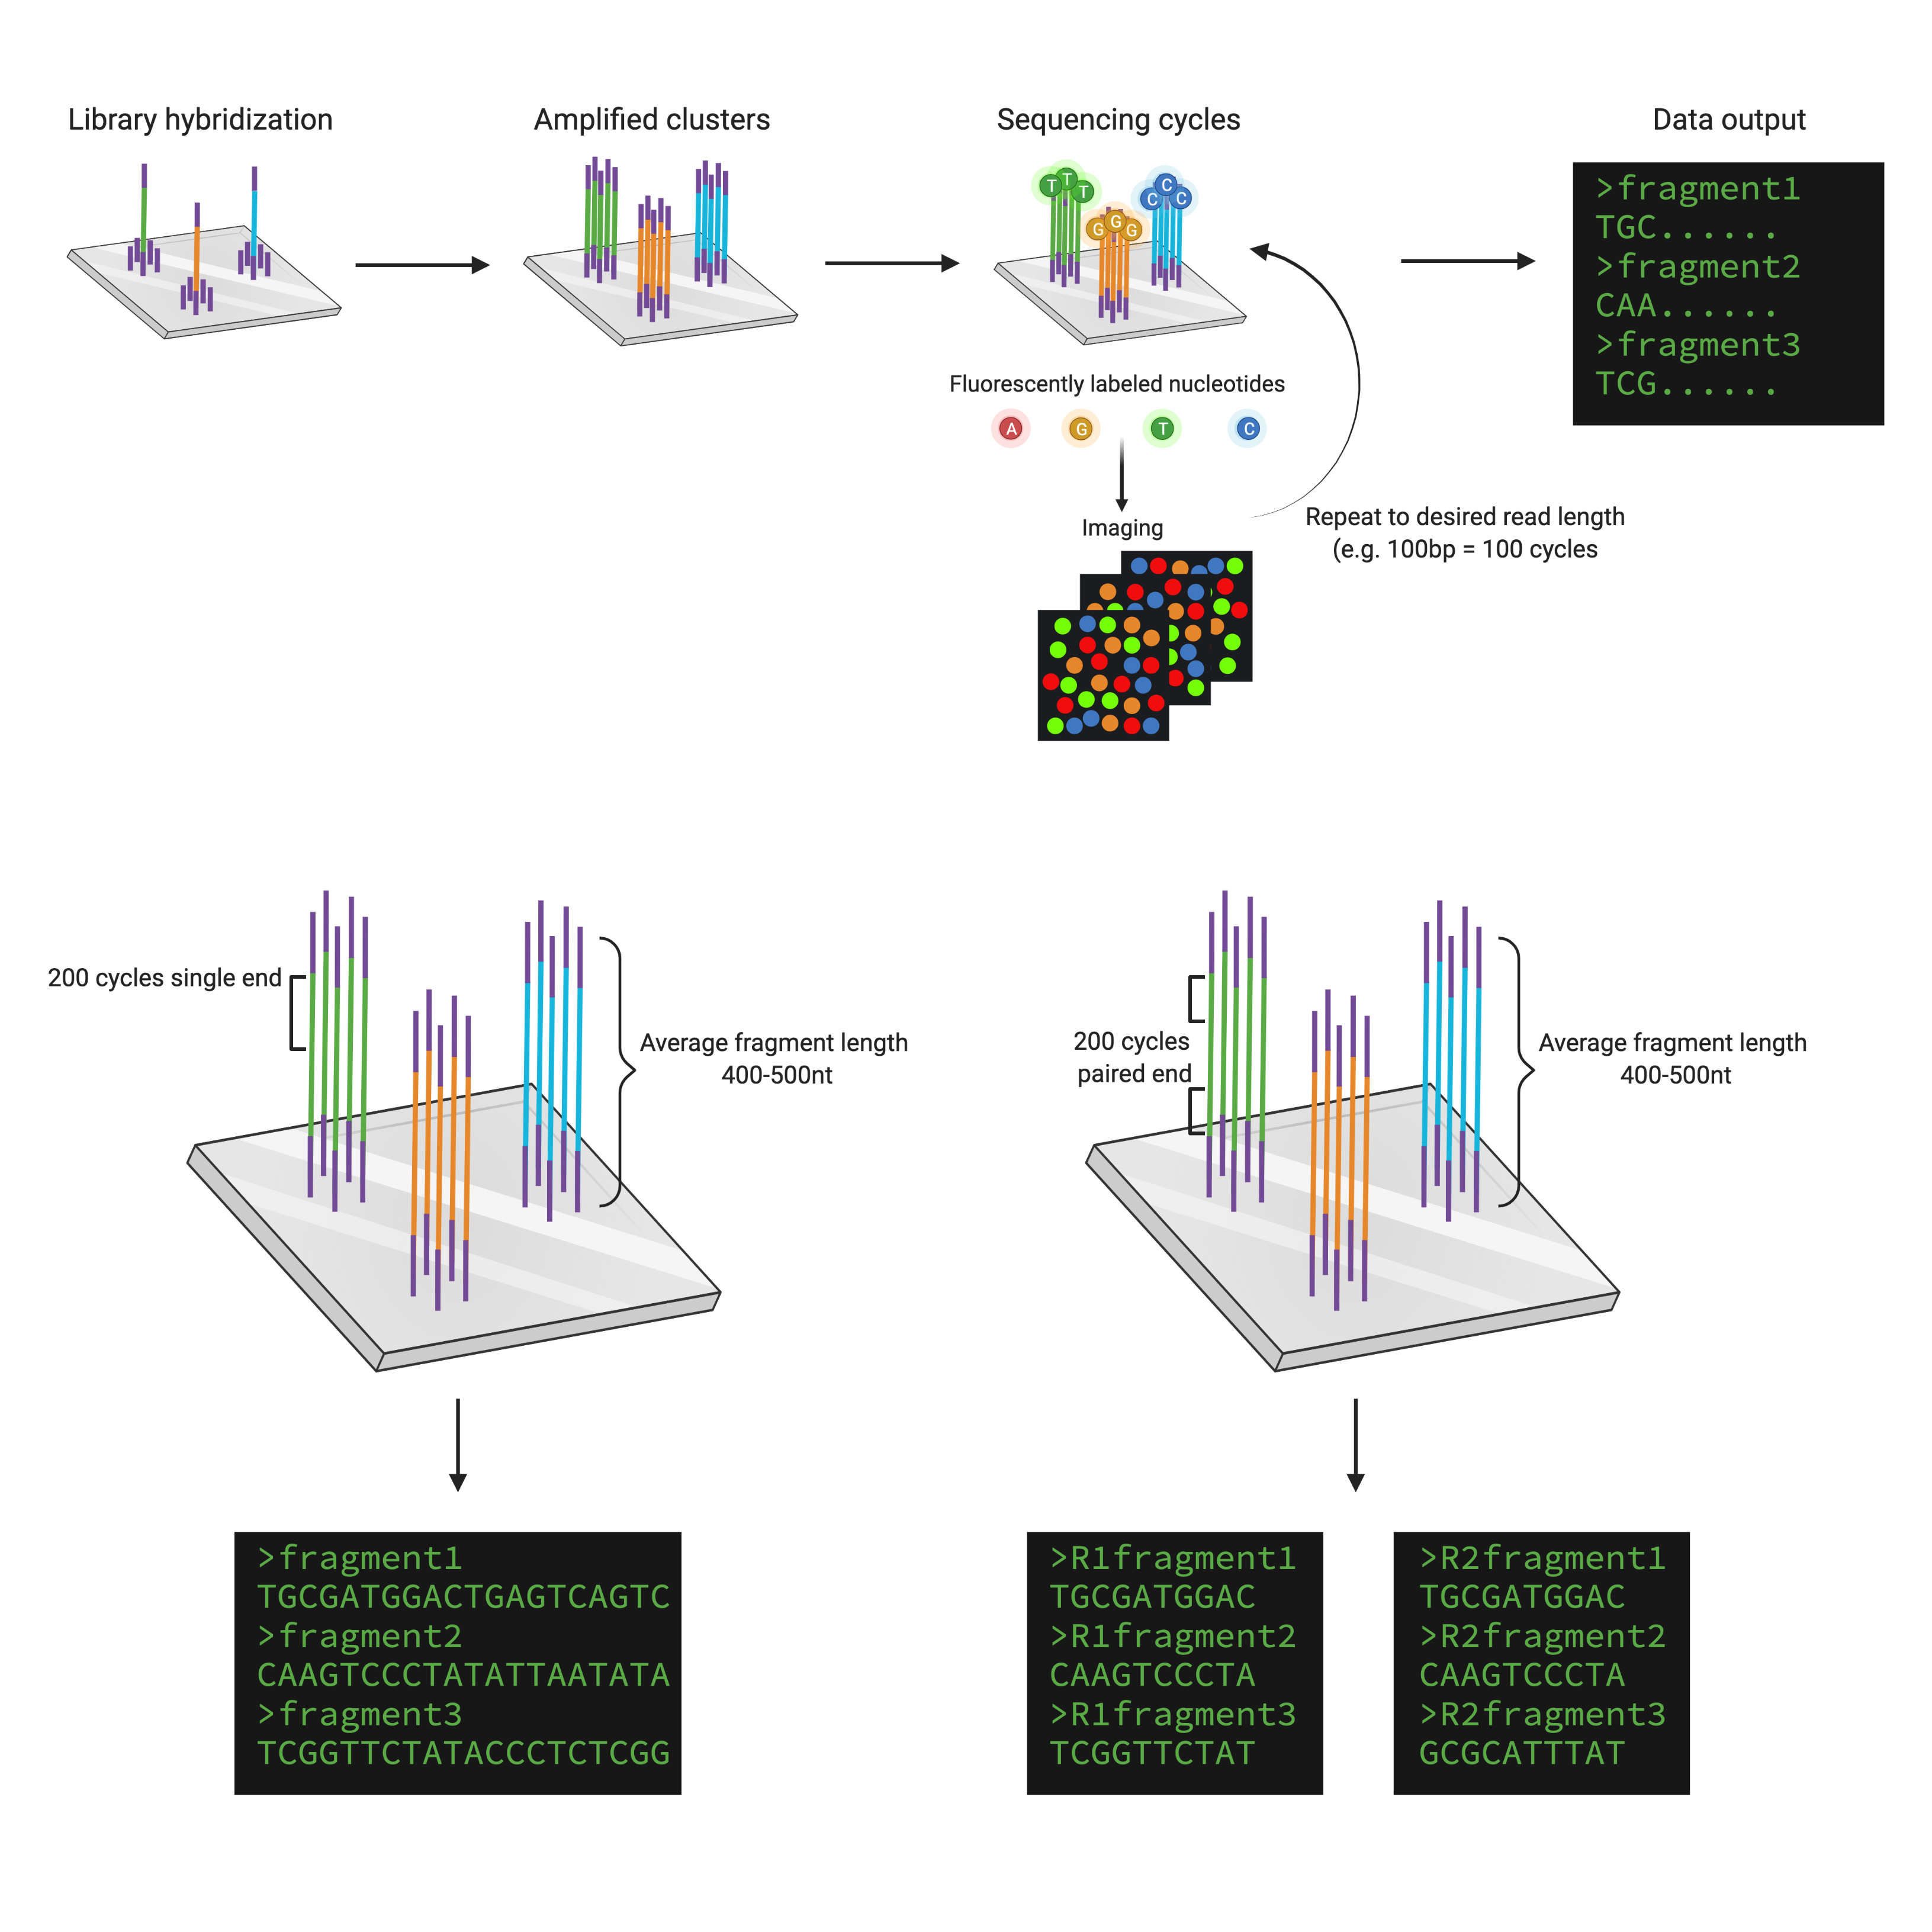 Library hybridization
Amplified clusters
Sequencing cycles
Data output
T T T
G G G
C C C
>fragment1
TGC......
>fragment2
CAA......
>fragment3
TCG......
Fluorescently labeled nucleotides
A G T C
Imaging
Repeat to desired read length
(e.g. 100bp = 100 cycles
200 cycles single end
Average fragment length
400-500nt
200 cycles
paired end
Average fragment length
400-500nt
>fragment1
TGCGATGGACTGAGTCAGTC
>fragment2
CAAGTCCCTATATTAATATA
>fragment3
TCGGTTCTATACCCTCTCGG
>R1fragment1
TGCGATGGAC
>R1fragment2
CAAGTCCCTA
>R1fragment3
TCGGTTCTAT
>R2fragment1
TGCGATGGAC
>R2fragment2
CAAGTCCCTA
>R2fragment3
GCGCATTTAT